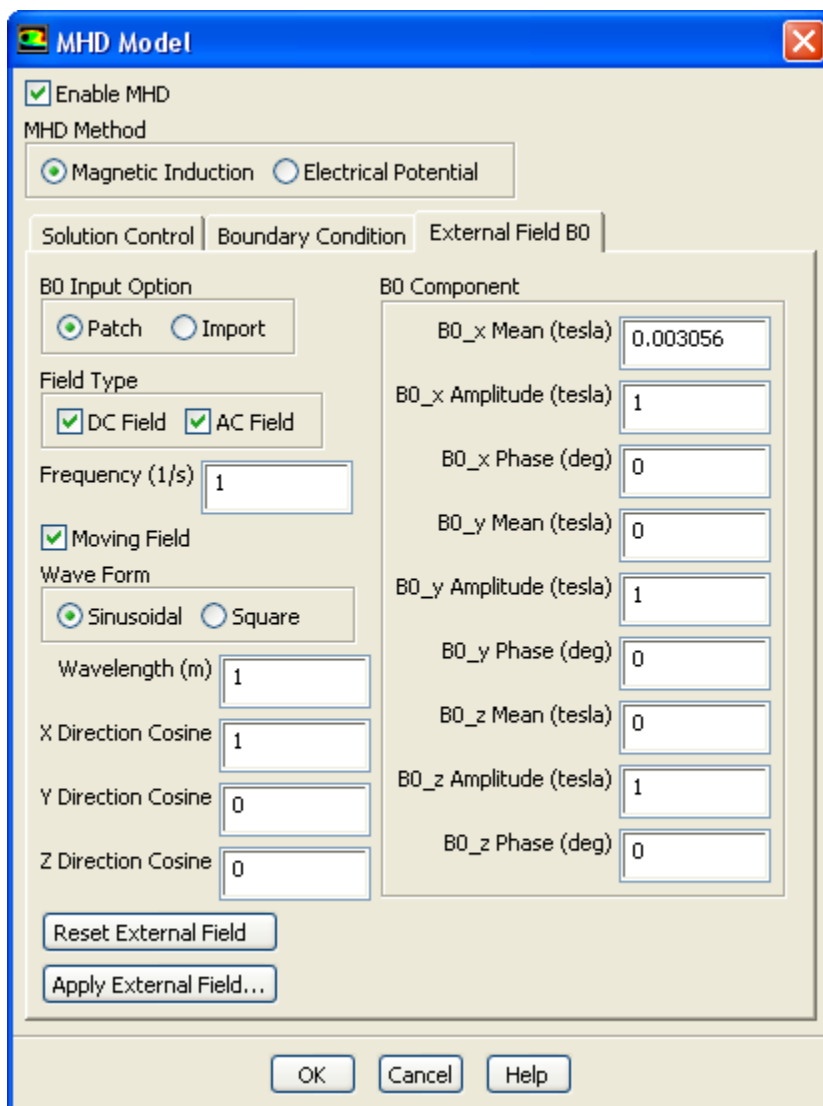 MHD Model
Enable MHD
MHD Method
Magnetic Induction Electrical Potential
Solution Control Boundary Condition External Field B0
B0 Input Option
Patch Import
Field Type
DC Field AC Field
Frequency (1/s) 1
Moving Field
Wave Form
Sinusoidal Square
Wavelength (m) 1
X Direction Cosine 1
Y Direction Cosine 0
Z Direction Cosine 0
Reset External Field
Apply External Field...
B0 Component
B0_x Mean (tesla) 0.003056
B0_x Amplitude (tesla) 1
B0_x Phase (deg) 0
B0_y Mean (tesla) 0
B0_y Amplitude (tesla) 1
B0_y Phase (deg) 0
B0_z Mean (tesla) 0
B0_z Amplitude (tesla) 1
B0_z Phase (deg) 0
OK Cancel Help